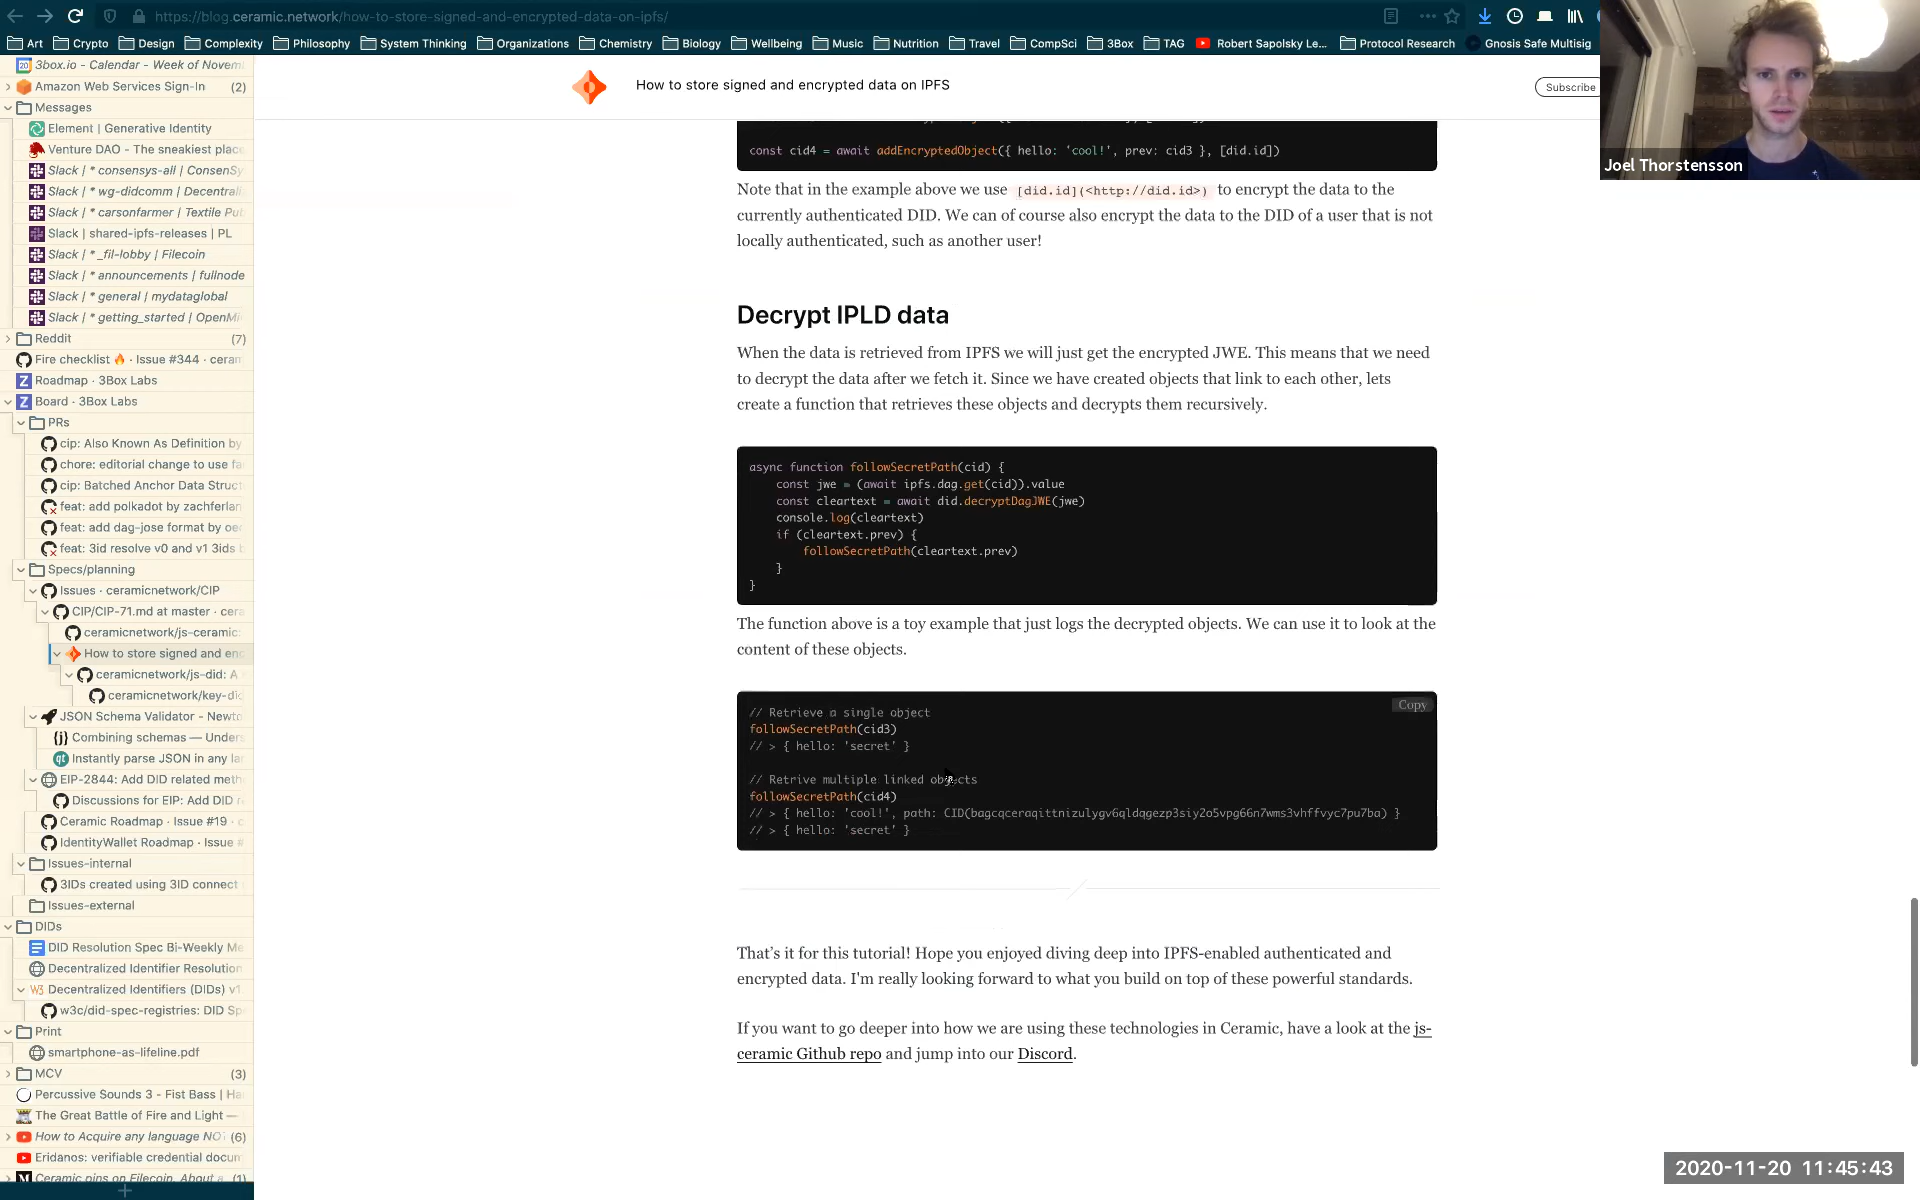 https://blog.ceramic.network/how-to-store-signed-and-encrypted-data-on-ipfs/
Art Crypto Design Complexity Philosophy System Thinking Organizations Chemistry Biology Wellbeing Music Nutrition Travel CompSci 3Box TAG Robert Sapolsky Le... Protocol Research Gnosis Safe Multisig
3box.io - Calendar - Week of Novem
Amazon Web Services Sign-In (2)
Messages
Element | Generative Identity
Venture DAO - The sneakiest place
Slack | * consensys-all | ConsenSy
Slack | * wg-didcomm | Decentrali
Slack | * carsonfarmer | Textile Pu
Slack | shared-ipfs-releases | PL
Slack | * _fil-lobby | Filecoin
Slack | * announcements | fullnode
Slack | * general | mydataglobal
Slack | * getting_started | OpenMi
Reddit (7)
Fire checklist 🔥 · Issue #344 · ceram
Roadmap · 3Box Labs
Board · 3Box Labs
PRs
cip: Also Known As Definition by
chore: editorial change to use fa
cip: Batched Anchor Data Struct
feat: add polkadot by zachferlan
feat: add dag-jose format by oed
feat: 3id resolve v0 and v1 3ids b
Specs/planning
Issues · ceramicnetwork/CIP
CIP/CIP-71.md at master · cera
ceramicnetwork/js-ceramic:
How to store signed and enc
ceramicnetwork/js-did: A
ceramicnetwork/key-did
JSON Schema Validator - Newto
{j} Combining schemas — Unders
qt Instantly parse JSON in any la
EIP-2844: Add DID related meth
Discussions for EIP: Add DID r
Ceramic Roadmap · Issue #19 · c
IdentityWallet Roadmap · Issue #
Issues-internal
3IDs created using 3ID connect
Issues-external
DIDs
DID Resolution Spec Bi-Weekly Me
Decentralized Identifier Resolution
W3 Decentralized Identifiers (DIDs) v1.
w3c/did-spec-registries: DID Spe
Print
smartphone-as-lifeline.pdf
MCV (3)
Percussive Sounds 3 - Fist Bass | Ha
The Great Battle of Fire and Light —
How to Acquire any language NOT (6)
Eridanos: verifiable credential docum
Ceramic pins on Filecoin. About a (1)
How to store signed and encrypted data on IPFS
Subscribe
const cid4 = await addEncryptedObject({ hello: 'cool!', prev: cid3 }, [did.id])
Note that in the example above we use [did.id](<http://did.id>) to encrypt the data to the
currently authenticated DID. We can of course also encrypt the data to the DID of a user that is not
locally authenticated, such as another user!
Decrypt IPLD data
When the data is retrieved from IPFS we will just get the encrypted JWE. This means that we need
to decrypt the data after we fetch it. Since we have created objects that link to each other, lets
create a function that retrieves these objects and decrypts them recursively.
async function followSecretPath(cid) {
const jwe = (await ipfs.dag.get(cid)).value
const cleartext = await did.decryptDagJWE(jwe)
console.log(cleartext)
if (cleartext.prev) {
followSecretPath(cleartext.prev)
}
}
The function above is a toy example that just logs the decrypted objects. We can use it to look at the
content of these objects.
Copy
// Retrieve a single object
followSecretPath(cid3)
// > { hello: 'secret' }
// Retrive multiple linked objects
followSecretPath(cid4)
// > { hello: 'cool!', path: CID(bagcqceraqittnizulygv6qldqgezp3siy2o5vpg66n7wms3vhffvyc7pu7ba) }
// > { hello: 'secret' }
That's it for this tutorial! Hope you enjoyed diving deep into IPFS-enabled authenticated and
encrypted data. I'm really looking forward to what you build on top of these powerful standards.
If you want to go deeper into how we are using these technologies in Ceramic, have a look at the js-
ceramic Github repo and jump into our Discord.
Joel Thorstensson
2020-11-20 11:45:43